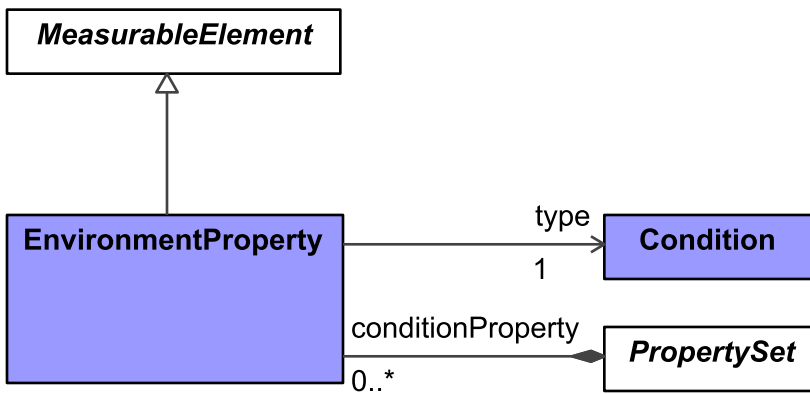 MeasurableElement
EnvironmentProperty
type
1
Condition
conditionProperty
0..*
PropertySet